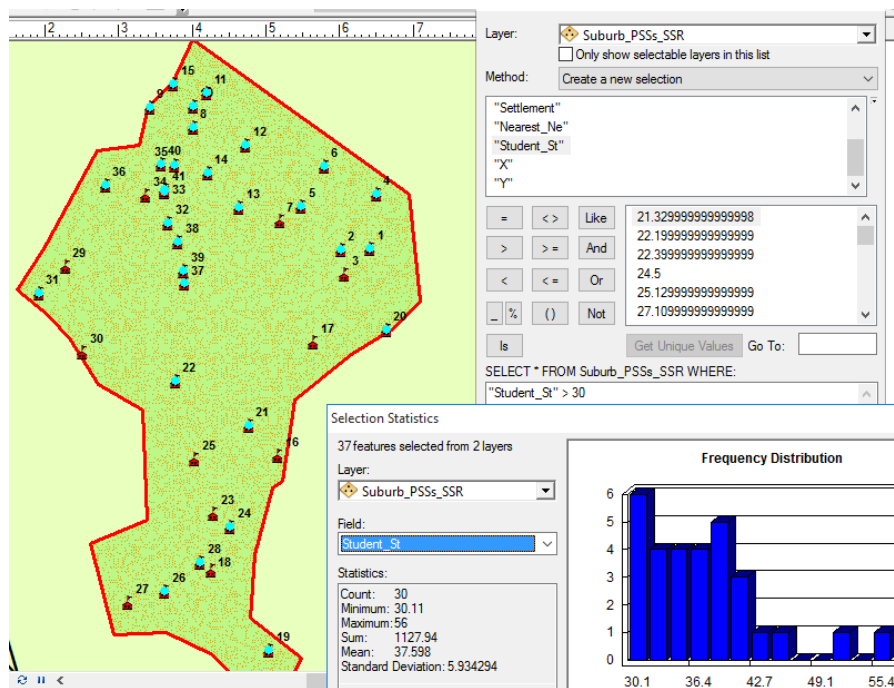 2 3 4 5 6 7
Layer: Suburb_PSSs_SSR
Only show selectable layers in this list
Method: Create a new selection
"Settlement"
"Nearest_Ne"
"Student_St"
"X"
"Y"
= < > Like
> > = And
< < = Or
_ % ( ) Not
Is
21.329999999999998
22.199999999999999
22.399999999999999
24.5
25.129999999999999
27.109999999999999
Get Unique Values Go To:
SELECT * FROM Suburb_PSSs_SSR WHERE:
"Student_St" > 30
15
11
9
8
12
35 40
14
6
36
41
34
33
4
13
5
7
32
38
2 1
29
39
3
37
31
20
30
17
22
21
25
16
23
24
28
18
26
27
19
Selection Statistics
37 features selected from 2 layers
Layer:
Suburb_PSSs_SSR
Field:
Student_St
Statistics:
Count: 30
Minimum: 30.11
Maximum: 56
Sum: 1127.94
Mean: 37.598
Standard Deviation: 5.934294
Frequency Distribution
6
5
4
3
2
1
0
30.1 36.4 42.7 49.1 55.4